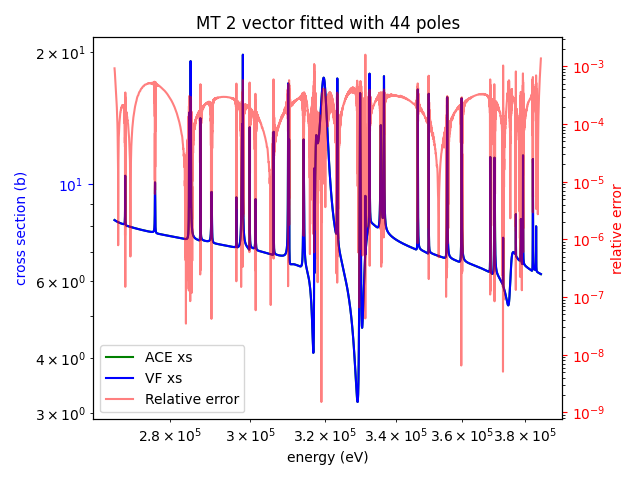 MT 2 vector fitted with 44 poles
2 × 10¹
10¹
6 × 10⁰
4 × 10⁰
3 × 10⁰
cross section (b)
10⁻³
10⁻⁴
10⁻⁵
10⁻⁶
10⁻⁷
10⁻⁸
10⁻⁹
relative error
ACE xs
VF xs
Relative error
2.8 × 10⁵ 3 × 10⁵ 3.2 × 10⁵ 3.4 × 10⁵ 3.6 × 10⁵ 3.8 × 10⁵
energy (eV)